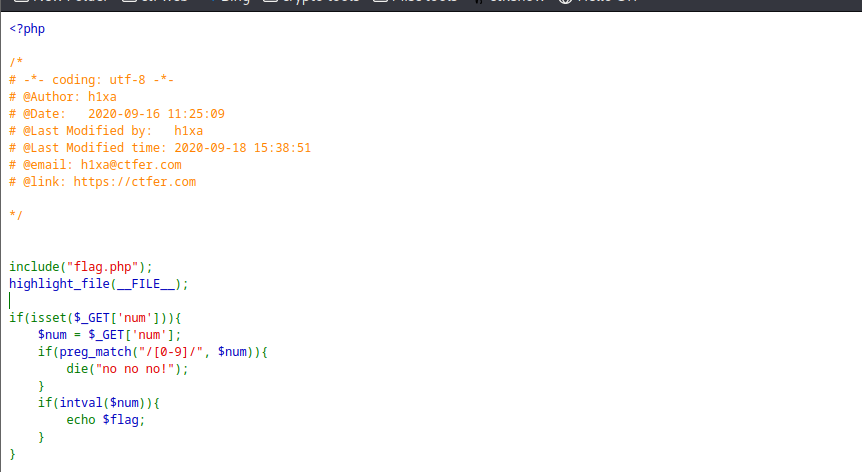 <?php
/*
# -*- coding: utf-8 -*-
# @Author: h1xa
# @Date:   2020-09-16 11:25:09
# @Last Modified by:   h1xa
# @Last Modified time: 2020-09-18 15:38:51
# @email: h1xa@ctfer.com
# @link: https://ctfer.com
*/
include("flag.php");
highlight_file(__FILE__);
if(isset($_GET['num'])){
    $num = $_GET['num'];
    if(preg_match("/[0-9]/", $num)){
        die("no no no!");
    }
    if(intval($num)){
        echo $flag;
    }
}